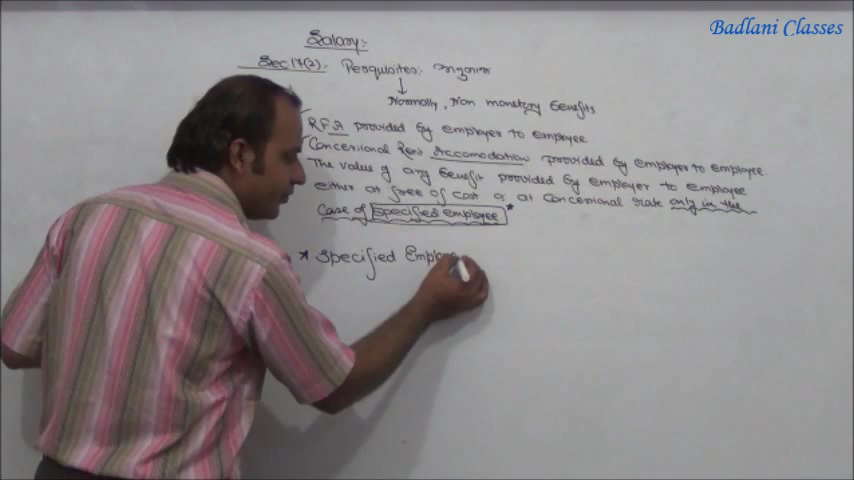 Badlani Classes
Salary:-
Sec 17(2):- Perquisites:-
Normally, Non monetary benefits
RFA provided by employer to employee
Concessional Rent Accomodation provided by employer to employee.
The value of any benefit provided by employer to employee
either at free of cost or at concessional rate only in the
case of specified employee *
* Specified Employ